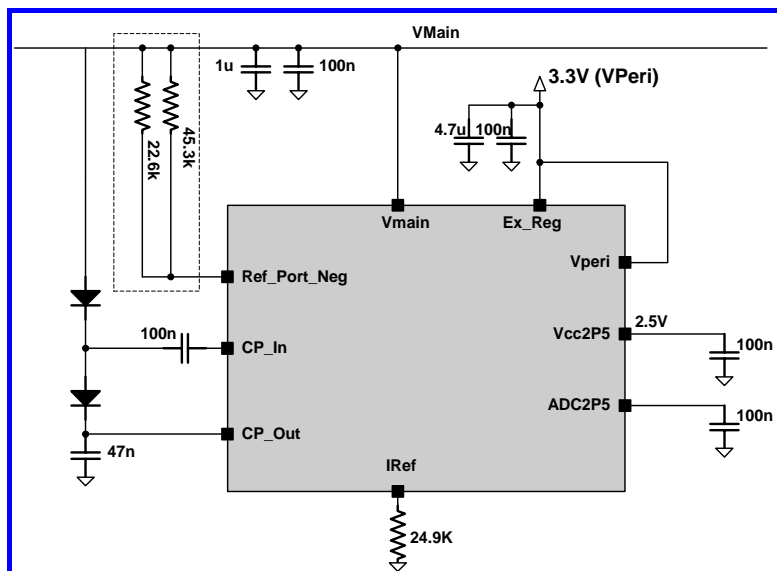 VMain
1u
100n
3.3V (VPeri)
4.7u
100n
22.6k
45.3k
Vmain
Ex_Reg
Ref_Port_Neg
Vperi
100n
CP_In
Vcc2P5
2.5V
100n
ADC2P5
100n
CP_Out
47n
IRef
24.9K